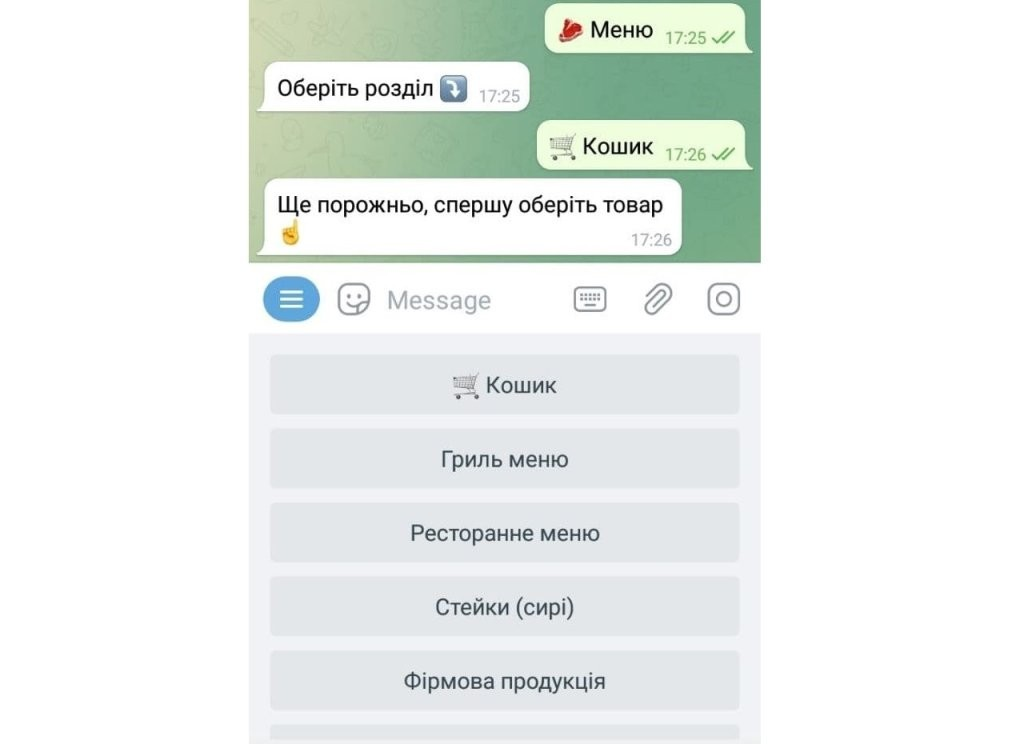 🥩 Меню 17:25
Оберіть розділ ⤵️ 17:25
🛒 Кошик 17:26
Ще порожньо, спершу оберіть товар
☝️ 17:26
Message
🛒 Кошик
Гриль меню
Ресторанне меню
Стейки (сирі)
Фірмова продукція